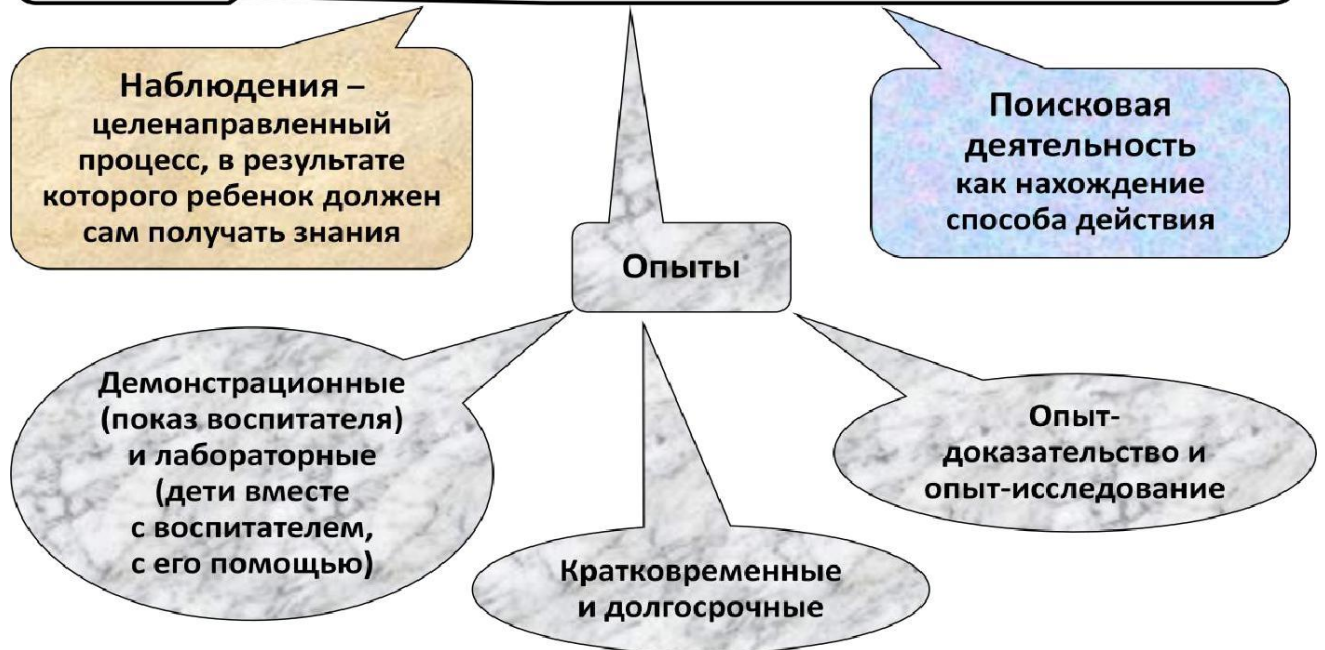 Наблюдения –
целенаправленный
процесс, в результате
которого ребенок должен
сам получать знания
Поисковая
деятельность
как нахождение
способа действия
Опыты
Демонстрационные
(показ воспитателя)
и лабораторные
(дети вместе
с воспитателем,
с его помощью)
Кратковременные
и долгосрочные
Опыт-
доказательство и
опыт-исследование